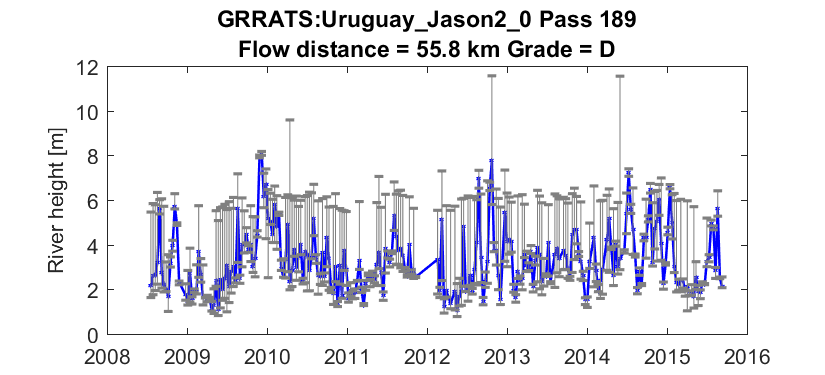 GRRATS:Uruguay_Jason2_0 Pass 189
Flow distance = 55.8 km Grade = D
River height [m]
12
10
8
6
4
2
0
2008 2009 2010 2011 2012 2013 2014 2015 2016